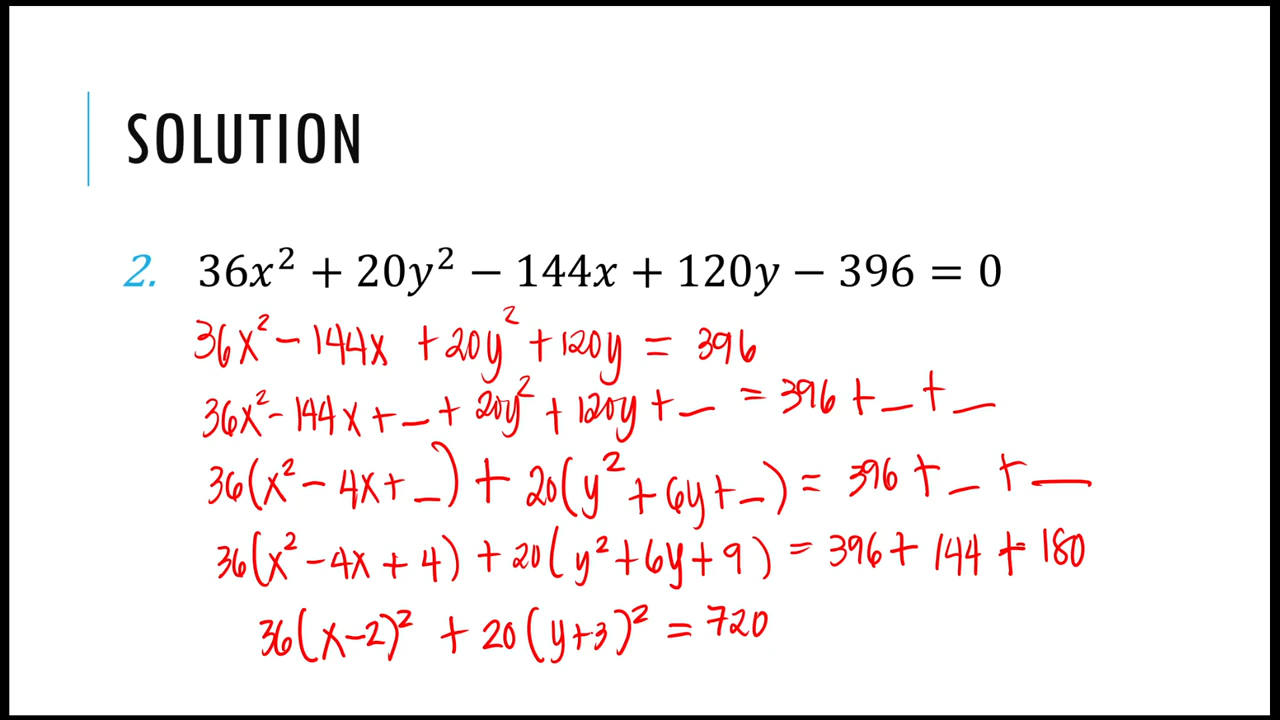 SOLUTION
2. 36x² + 20y² − 144x + 120y − 396 = 0
36x² − 144x + 20y² + 120y = 396
36x² − 144x + _ + 20y² + 120y + _ = 396 + _ + _
36(x² − 4x + _) + 20(y² + 6y + _) = 396 + _ + _
36(x² − 4x + 4) + 20(y² + 6y + 9) = 396 + 144 + 180
36(x−2)² + 20(y+3)² = 720